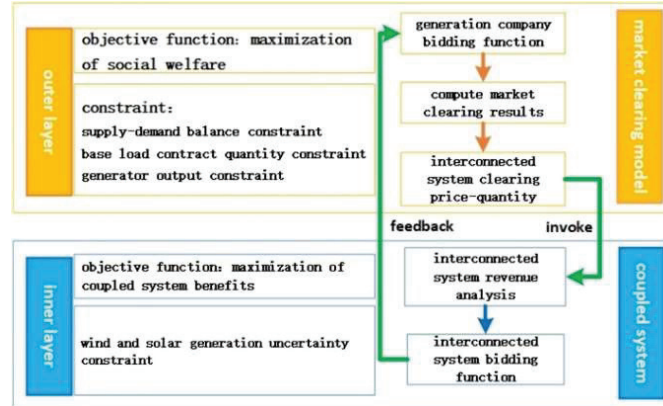 outer layer
objective function: maximization
of social welfare
constraint:
supply-demand balance constraint
base load contract quantity constraint
generator output constraint
generation company
bidding function
compute market
clearing results
interconnected
system clearing
price-quantity
market clearing model
feedback
invoke
inner layer
objective function: maximization of
coupled system benefits
wind and solar generation uncertainty
constraint
interconnected
system revenue
analysis
interconnected
system bidding
function
coupled system